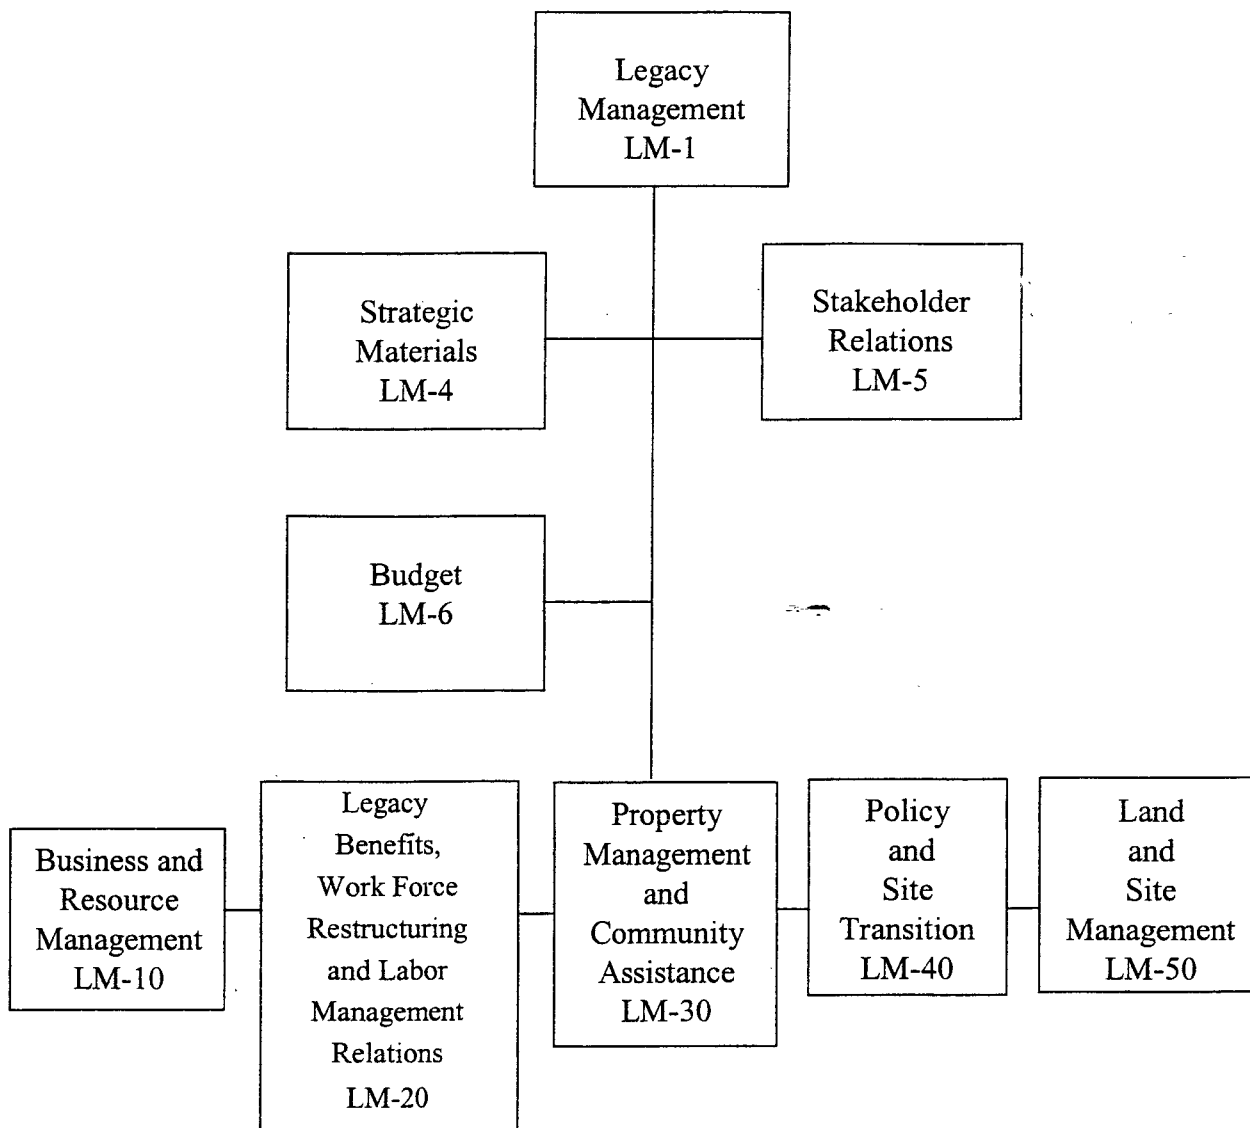 Legacy
Management
LM-1
Strategic
Materials
LM-4
Stakeholder
Relations
LM-5
Budget
LM-6
Business and
Resource
Management
LM-10
Legacy
Benefits,
Work Force
Restructuring
and Labor
Management
Relations
LM-20
Property
Management
and
Community
Assistance
LM-30
Policy
and
Site
Transition
LM-40
Land
and
Site
Management
LM-50